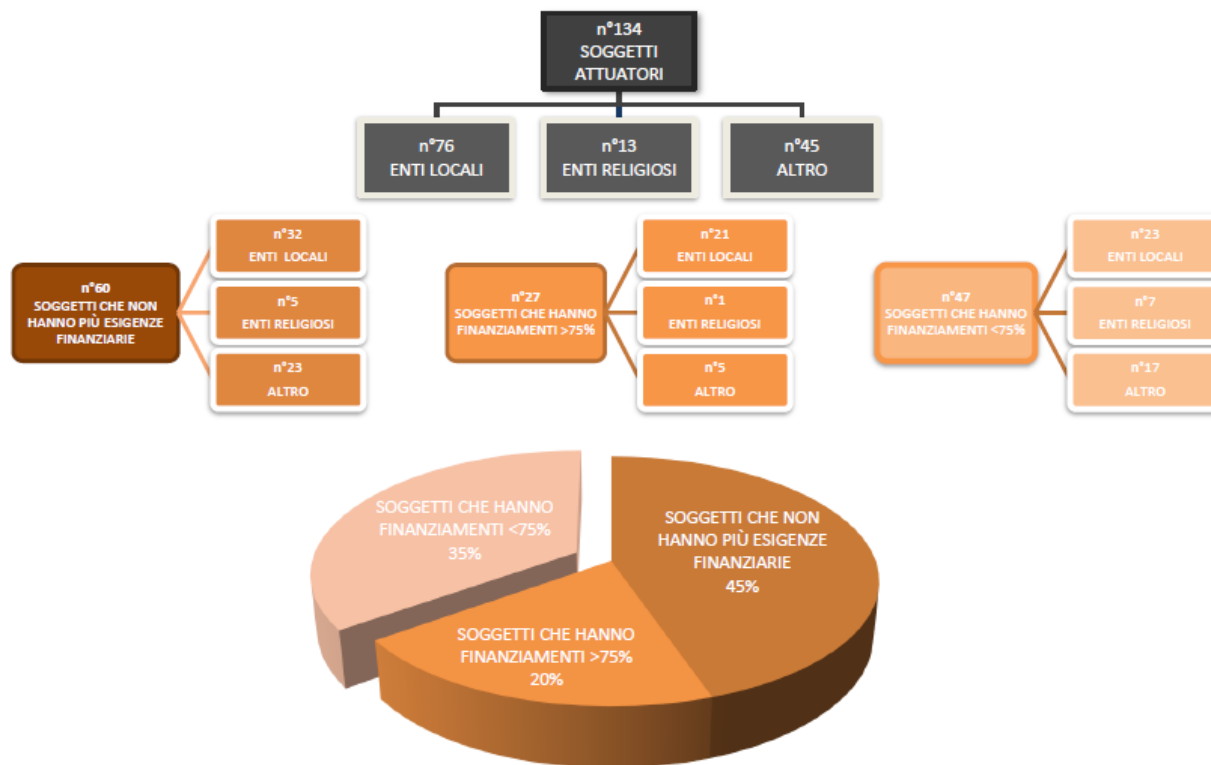 n°134
SOGGETTI
ATTUATORI
n°76
ENTI LOCALI
n°13
ENTI RELIGIOSI
n°45
ALTRO
n°60
SOGGETTI CHE NON
HANNO PIÙ ESIGENZE
FINANZIARIE
n°32
ENTI LOCALI
n°5
ENTI RELIGIOSI
n°23
ALTRO
n°27
SOGGETTI CHE HANNO
FINANZIAMENTI >75%
n°21
ENTI LOCALI
n°1
ENTI RELIGIOSI
n°5
ALTRO
n°47
SOGGETTI CHE HANNO
FINANZIAMENTI <75%
n°23
ENTI LOCALI
n°7
ENTI RELIGIOSI
n°17
ALTRO
SOGGETTI CHE HANNO
FINANZIAMENTI <75%
35%
SOGGETTI CHE NON
HANNO PIÙ ESIGENZE
FINANZIARIE
45%
SOGGETTI CHE HANNO
FINANZIAMENTI >75%
20%